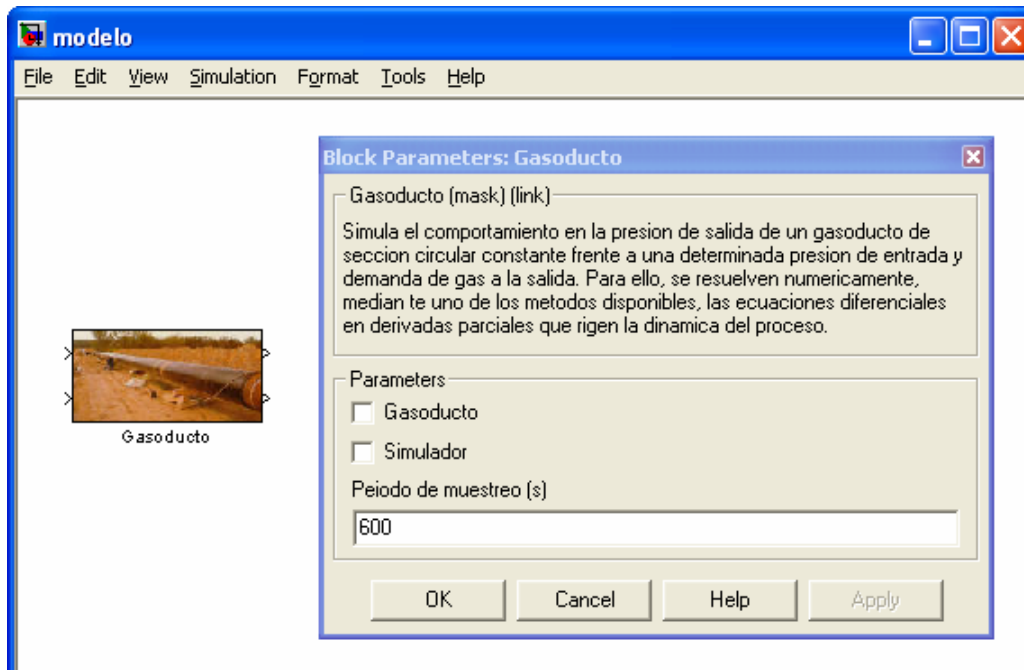 modelo
File Edit View Simulation Format Tools Help
Block Parameters: Gasoducto
Gasoducto (mask) (link)
Simula el comportamiento en la presion de salida de un gasoducto de
seccion circular constante frente a una determinada presion de entrada y
demanda de gas a la salida. Para ello, se resuelven numericamente,
median te uno de los metodos disponibles, las ecuaciones diferenciales
en derivadas parciales que rigen la dinamica del proceso.
Parameters
Gasoducto
Simulador
Peiodo de muestreo (s)
600
OK Cancel Help Apply
Gasoducto